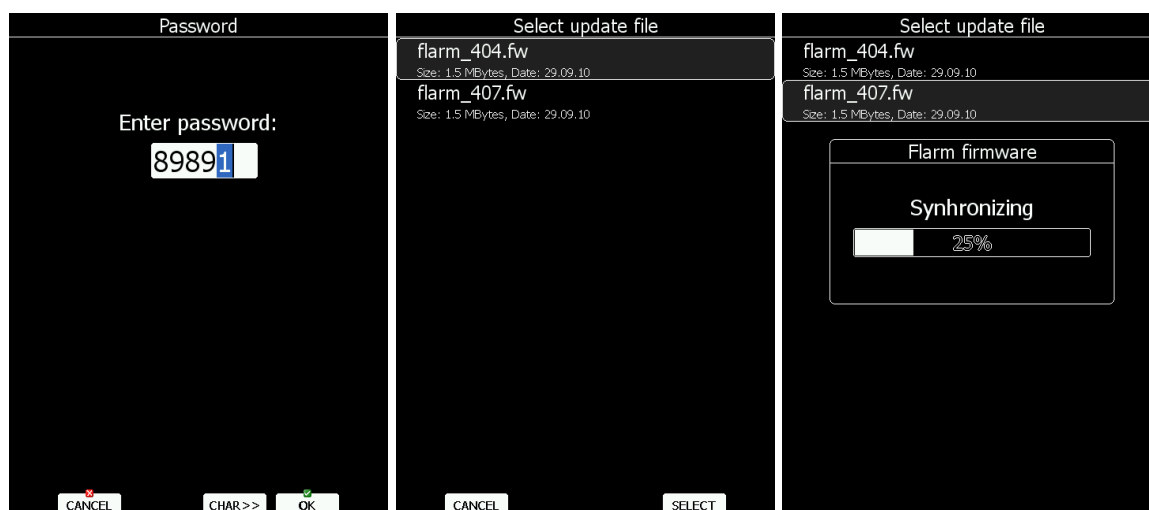 Password
Enter password:
89891
CANCEL
CHAR>>
OK
Select update file
flarm_404.fw
Size: 1.5 MBytes, Date: 29.09.10
flarm_407.fw
Size: 1.5 MBytes, Date: 29.09.10
CANCEL
SELECT
Select update file
flarm_404.fw
Size: 1.5 MBytes, Date: 29.09.10
flarm_407.fw
Size: 1.5 MBytes, Date: 29.09.10
Flarm firmware
Synhronizing
25%